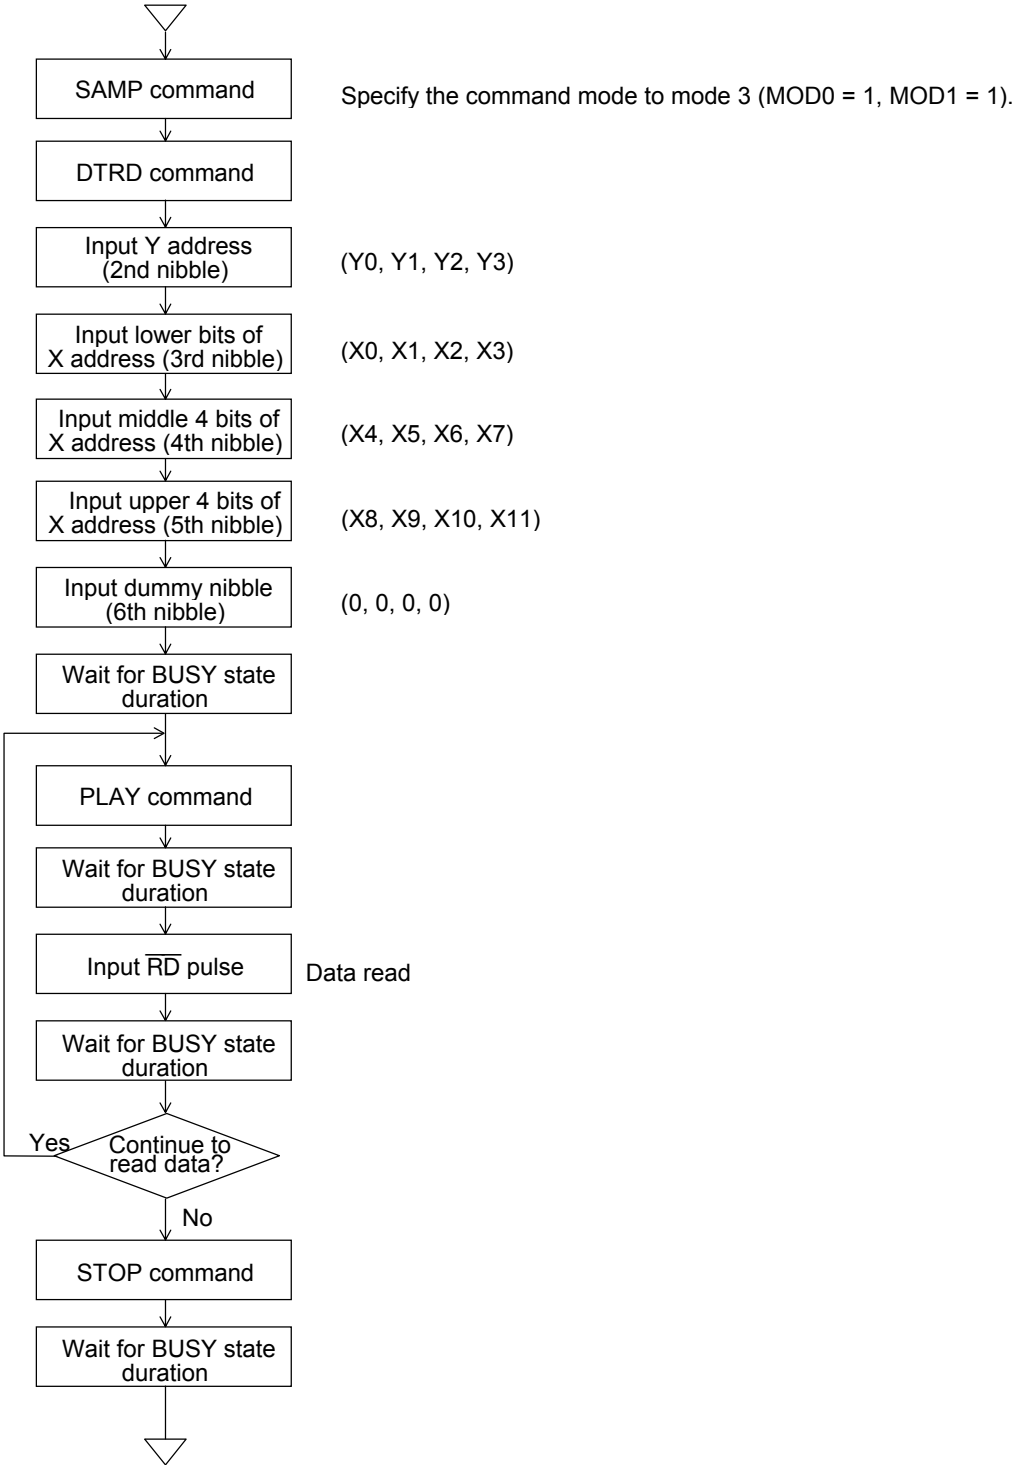 SAMP command
Specify the command mode to mode 3 (MOD0 = 1, MOD1 = 1).
DTRD command
Input Y address
(2nd nibble)
(Y0, Y1, Y2, Y3)
Input lower bits of
X address (3rd nibble)
(X0, X1, X2, X3)
Input middle 4 bits of
X address (4th nibble)
(X4, X5, X6, X7)
Input upper 4 bits of
X address (5th nibble)
(X8, X9, X10, X11)
Input dummy nibble
(6th nibble)
(0, 0, 0, 0)
Wait for BUSY state
duration
PLAY command
Wait for BUSY state
duration
Input R̅D̅ pulse
Data read
Wait for BUSY state
duration
Yes
Continue to
read data?
No
STOP command
Wait for BUSY state
duration